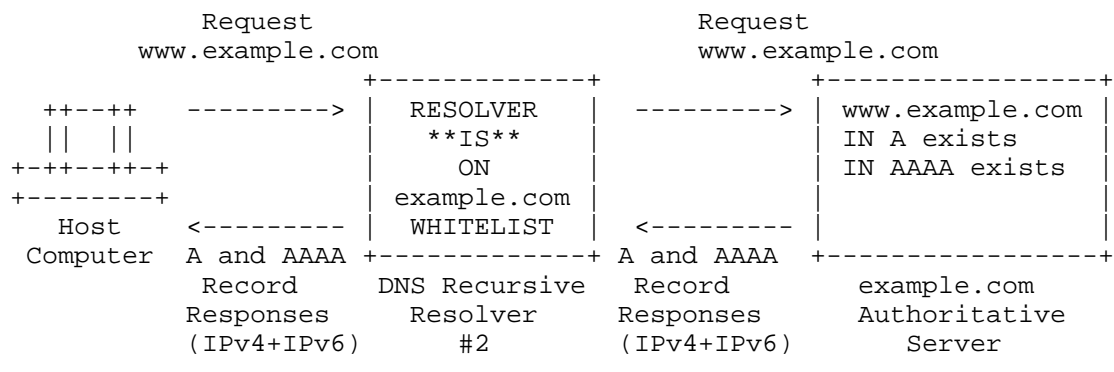 Request                         Request
www.example.com                 www.example.com
              +-------------+              +-----------------+
++--++   ---------> | RESOLVER | ---------> | www.example.com |
|| || | **IS** | | IN A exists |
+-++--++-+ | ON | | IN AAAA exists |
+--------+ | example.com | | |
Host <--------- | WHITELIST | <--------- | |
Computer A and AAAA +-------------+ A and AAAA +-----------------+
Record DNS Recursive Record example.com
Responses Resolver Responses Authoritative
(IPv4+IPv6) #2 (IPv4+IPv6) Server